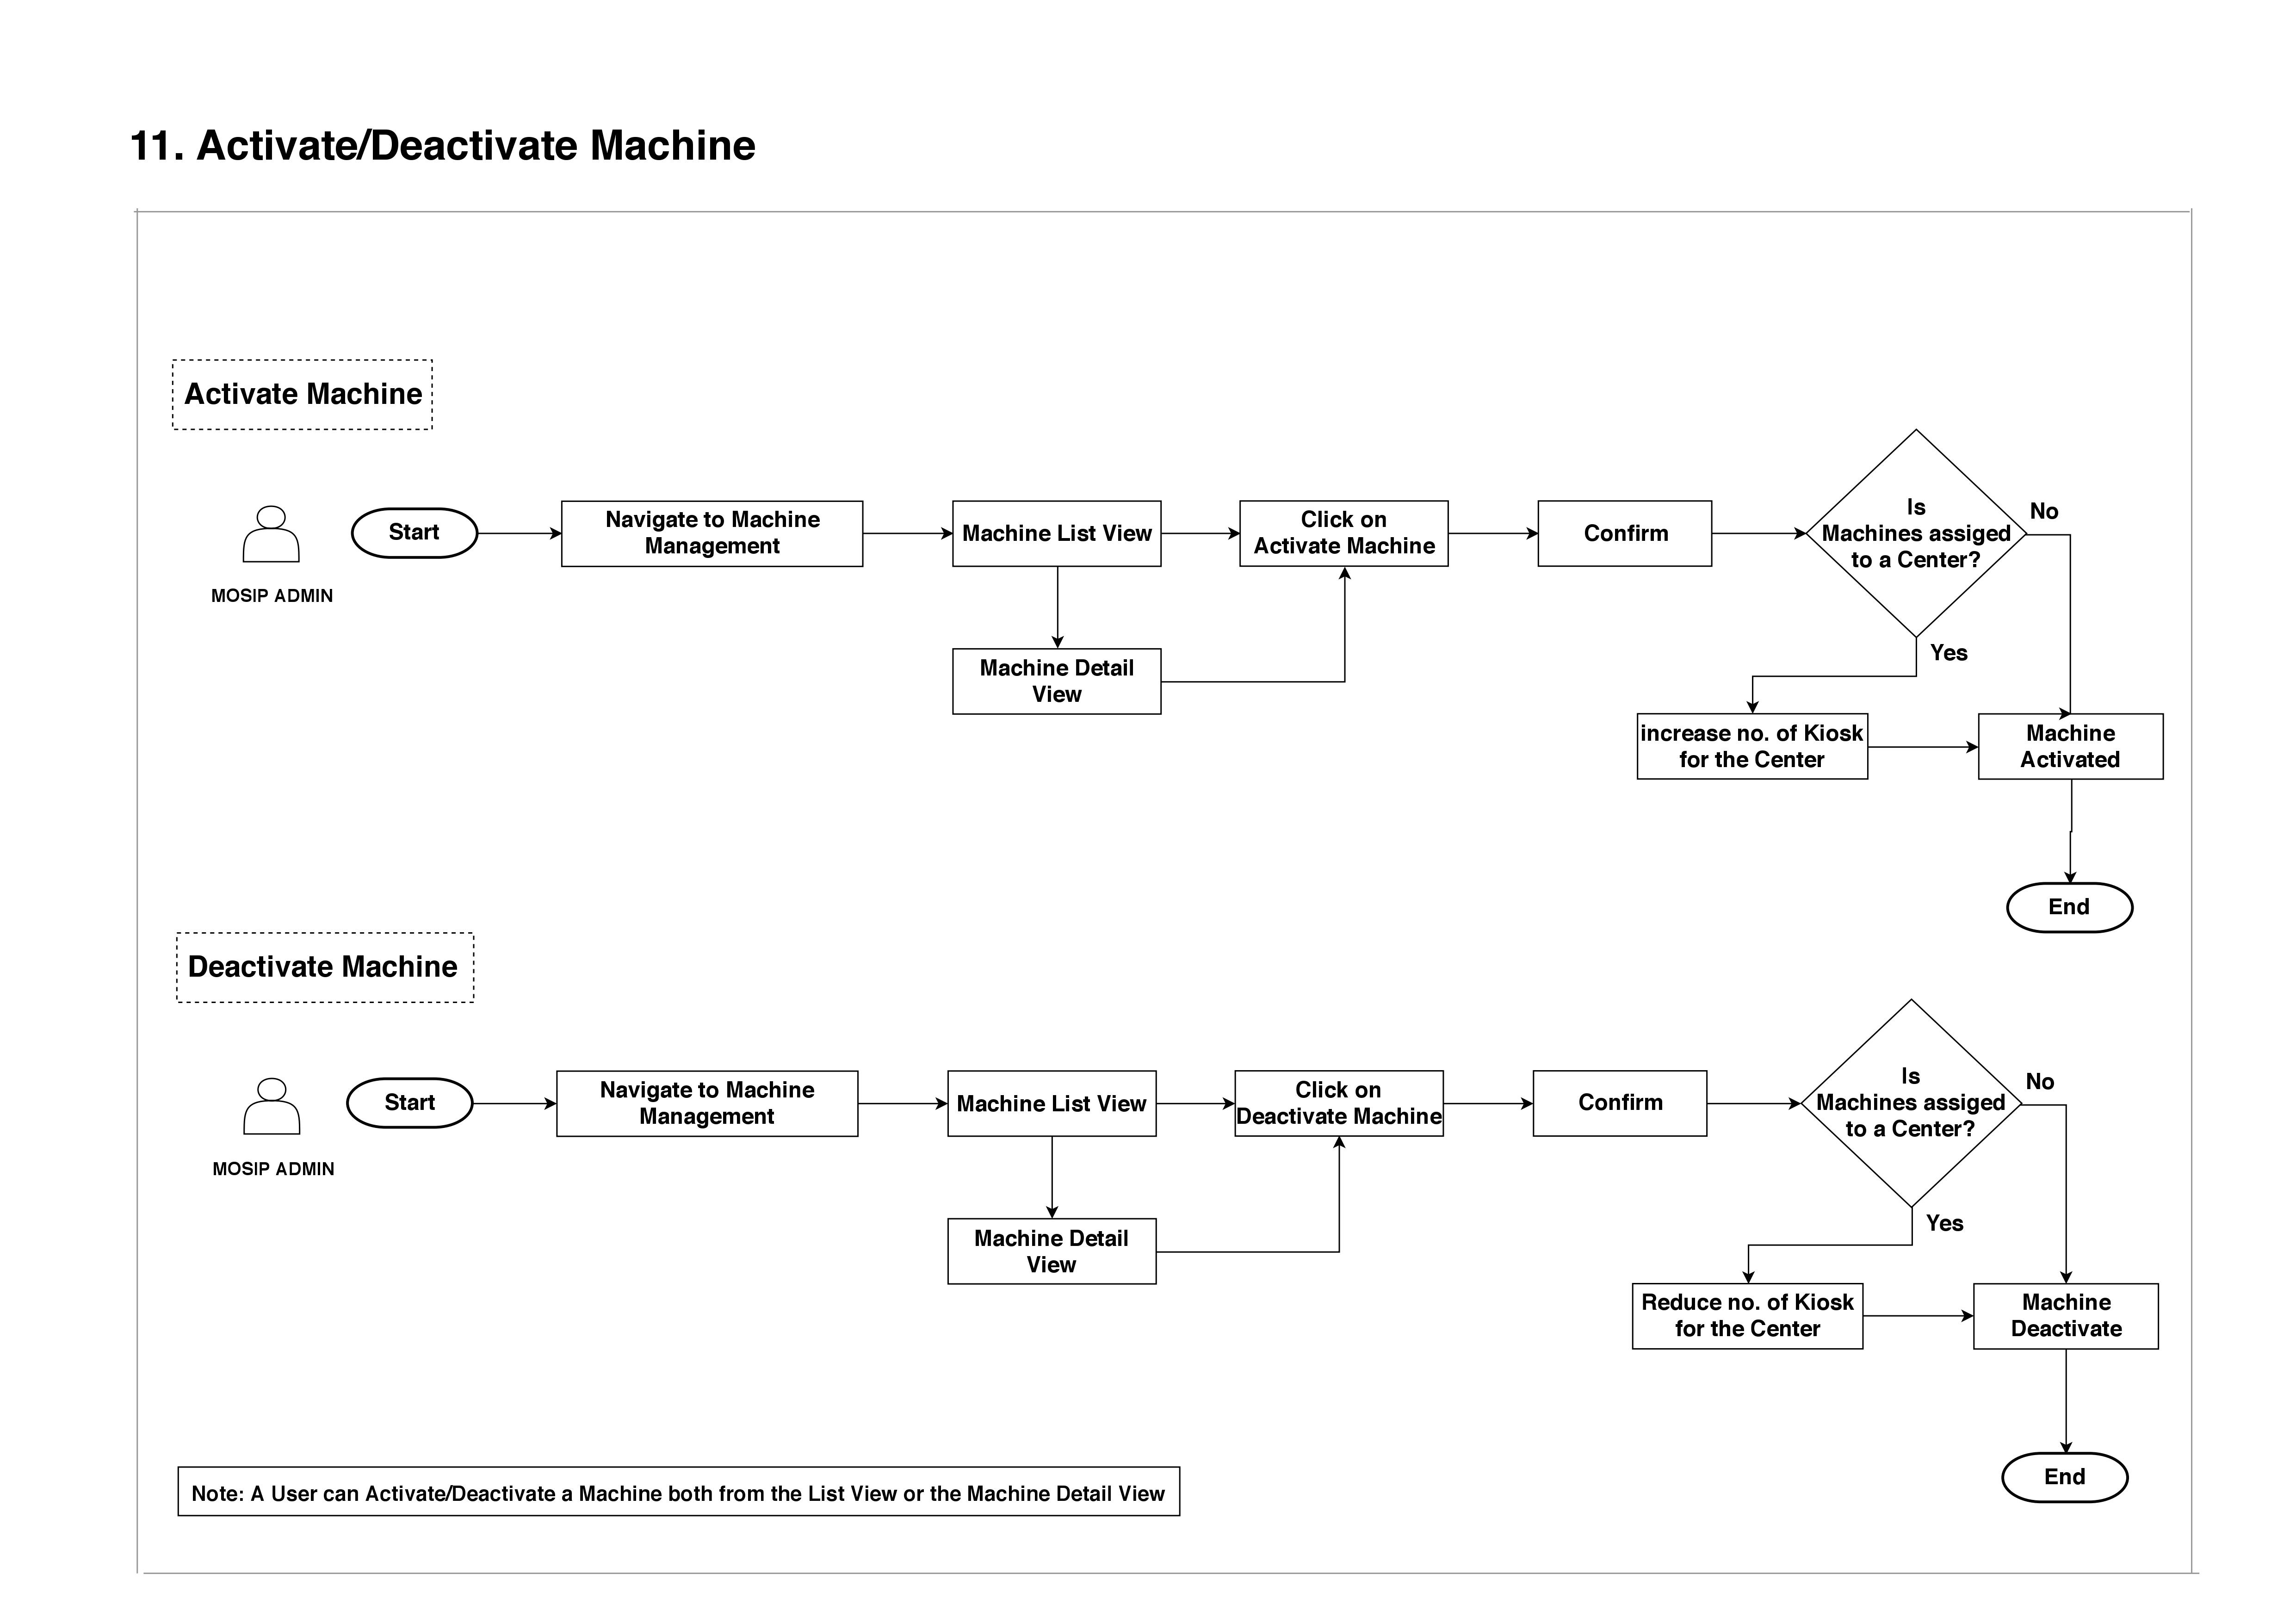 11. Activate/Deactivate Machine
Activate Machine
MOSIP ADMIN
Start
Navigate to Machine
Management
Machine List View
Machine Detail
View
Click on
Activate Machine
Confirm
Is
Machines assiged
to a Center?
No
Yes
increase no. of Kiosk
for the Center
Machine
Activated
End
Deactivate Machine
MOSIP ADMIN
Start
Navigate to Machine
Management
Machine List View
Machine Detail
View
Click on
Deactivate Machine
Confirm
Is
Machines assiged
to a Center?
No
Yes
Reduce no. of Kiosk
for the Center
Machine
Deactivate
End
Note: A User can Activate/Deactivate a Machine both from the List View or the Machine Detail View